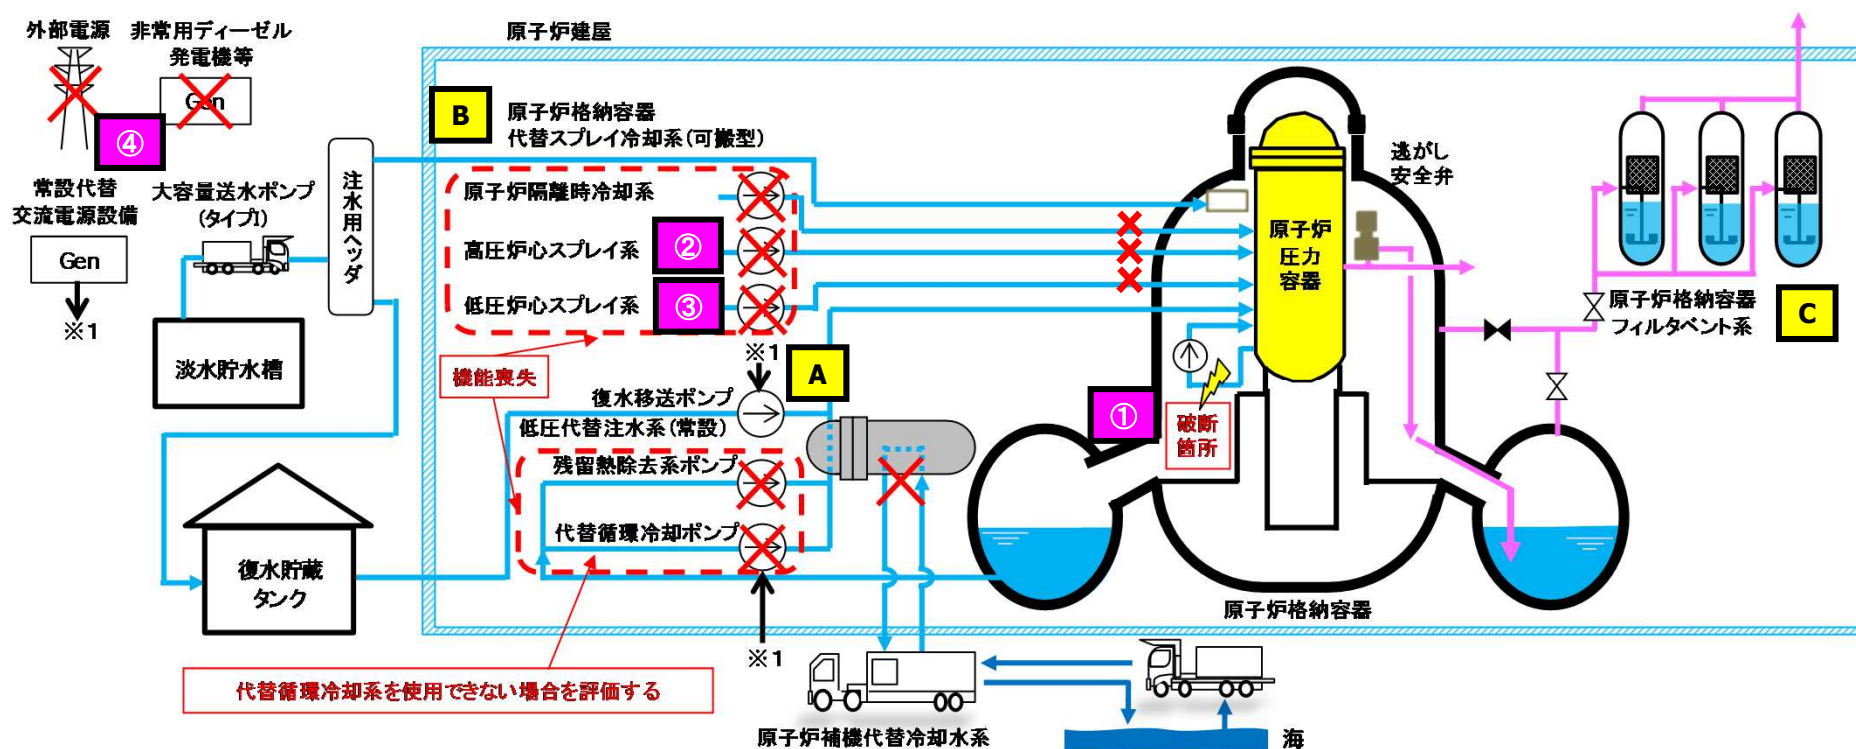 外部電源
非常用ディーゼル
発電機等
Gen
④
常設代替
交流電源設備
Gen
※1
大容量送水ポンプ
(タイプⅠ)
注水用ヘッダ
淡水貯水槽
復水貯蔵
タンク
原子炉建屋
B
原子炉格納容器
代替スプレイ冷却系(可搬型)
原子炉隔離時冷却系
高圧炉心スプレイ系
②
低圧炉心スプレイ系
③
機能喪失
※1
A
復水移送ポンプ
低圧代替注水系(常設)
残留熱除去系ポンプ
代替循環冷却ポンプ
※1
代替循環冷却系を使用できない場合を評価する
原子炉補機代替冷却水系
海
逃がし
安全弁
原子炉
圧力
容器
①
破断
箇所
原子炉格納容器
原子炉格納容器
フィルタベント系
C